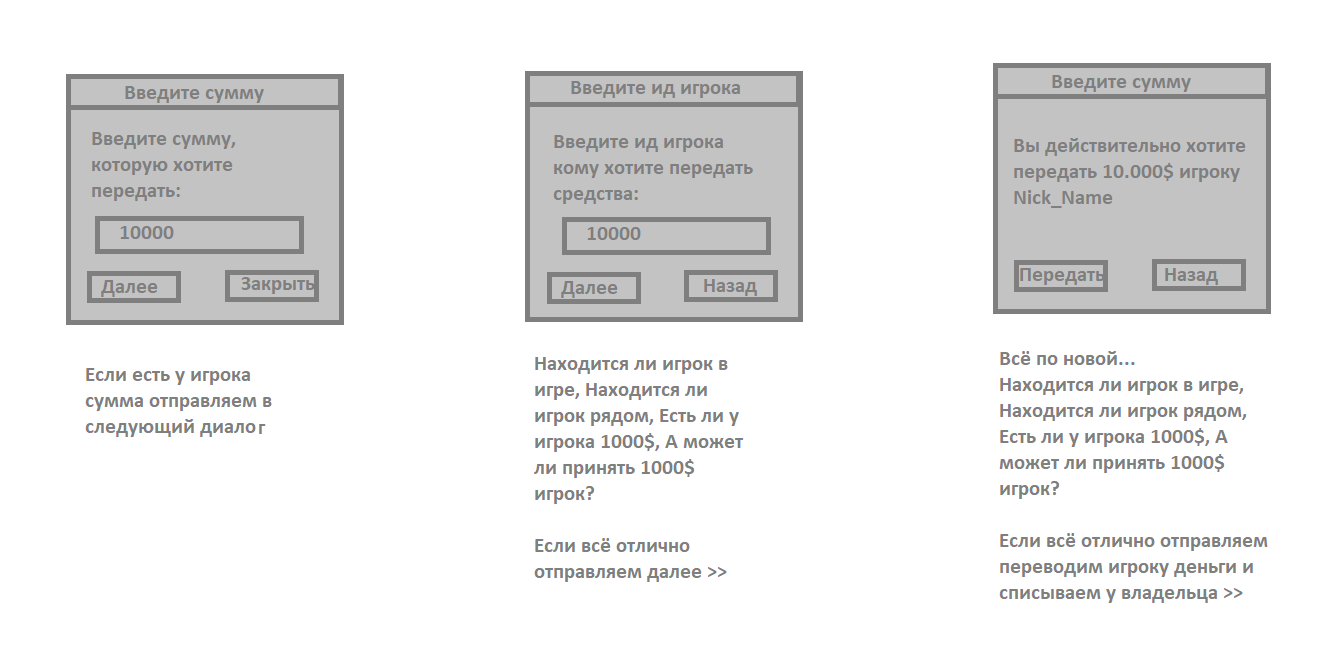 Введите сумму
Введите сумму,
которую хотите
передать:
10000
Далее
Закрыть
Если есть у игрока
сумма отправляем в
следующий диалог
Введите ид игрока
Введите ид игрока
кому хотите передать
средства:
10000
Далее
Назад
Находится ли игрок в
игре, Находится ли
игрок рядом, Есть ли у
игрока 1000$, А может
ли принять 1000$
игрок?
Если всё отлично
отправляем далее >>
Введите сумму
Вы действительно хотите
передать 10.000$ игроку
Nick_Name
Передать
Назад
Всё по новой...
Находится ли игрок в игре,
Находится ли игрок рядом,
Есть ли у игрока 1000$, А
может ли принять 1000$
игрок?
Если всё отлично отправляем
переводим игроку деньги и
списываем у владельца >>